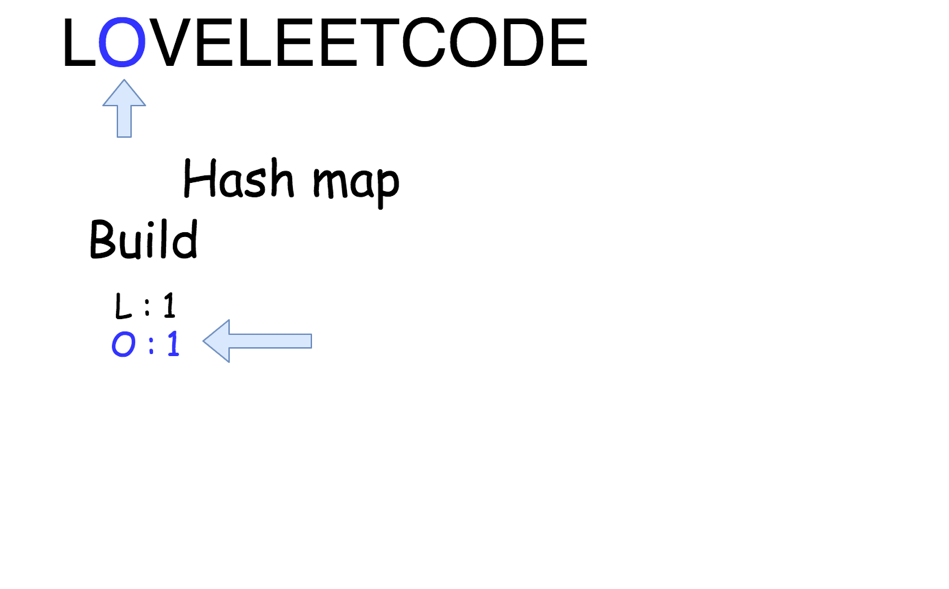 LOVELEETCODE
Hash map
Build
L : 1
O : 1